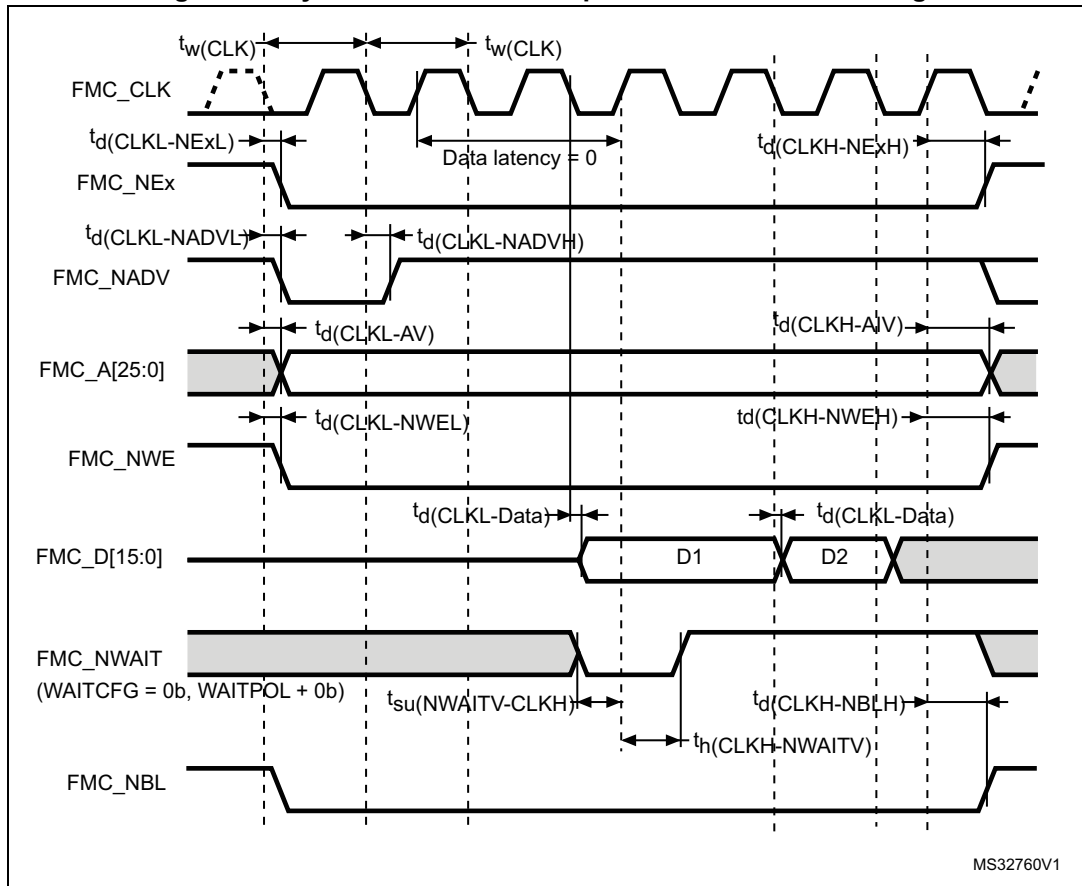 tw(CLK)
tw(CLK)
FMC_CLK
td(CLKL-NExL)
Data latency = 0
td(CLKH-NExH)
FMC_NEx
td(CLKL-NADVL)
td(CLKL-NADVH)
FMC_NADV
td(CLKL-AV)
td(CLKH-AIV)
FMC_A[25:0]
td(CLKL-NWEL)
td(CLKH-NWEH)
FMC_NWE
td(CLKL-Data)
td(CLKL-Data)
FMC_D[15:0]
D1
D2
FMC_NWAIT
(WAITCFG = 0b, WAITPOL + 0b)
tsu(NWAITV-CLKH)
td(CLKH-NBLH)
th(CLKH-NWAITV)
FMC_NBL
MS32760V1